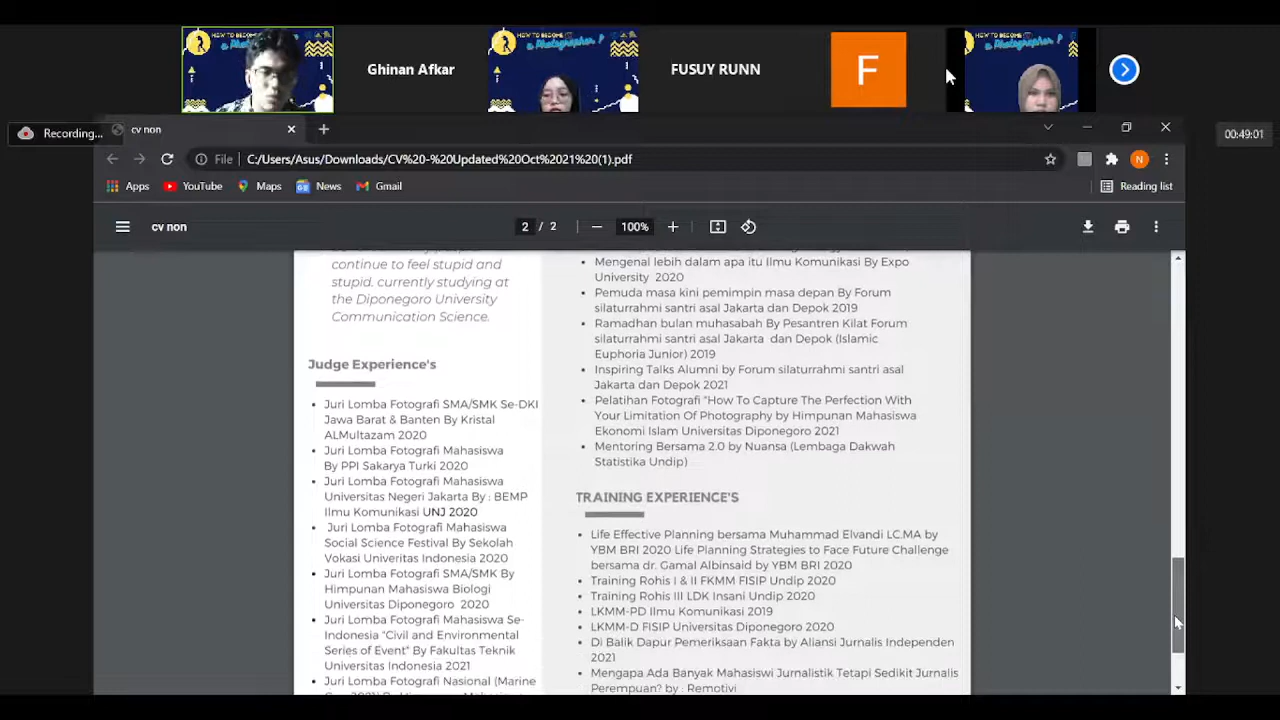 HOW TO BECOME
a Photographer?
HOW TO BECOME
a Photographer?
a Photographer?
Ghinan Afkar
FUSUY RUNN
F
Recording...
00:49:01
cv non
File
C:/Users/Asus/Downloads/CV%20-%20Updated%20Oct%2021%20(1).pdf
N
Apps
YouTube
Maps
News
Gmail
Reading list
cv non
2 / 2
100%
continue to feel stupid and
stupid. currently studying at
the Diponegoro University
Communication Science.
Judge Experience's
Juri Lomba Fotografi SMA/SMK Se-DKI
Jawa Barat & Banten By Kristal
ALMultazam 2020
Juri Lomba Fotografi Mahasiswa
By PPI Sakarya Turki 2020
Juri Lomba Fotografi Mahasiswa
Universitas Negeri Jakarta By : BEMP
Ilmu Komunikasi UNJ 2020
Juri Lomba Fotografi Mahasiswa
Social Science Festival By Sekolah
Vokasi Univeritas Indonesia 2020
Juri Lomba Fotografi SMA/SMK By
Himpunan Mahasiswa Biologi
Universitas Diponegoro 2020
Juri Lomba Fotografi Mahasiswa Se-
Indonesia "Civil and Environmental
Series of Event" By Fakultas Teknik
Universitas Indonesia 2021
Juri Lomba Fotografi Nasional (Marine
Mengenal lebih dalam apa itu Ilmu Komunikasi By Expo
University 2020
Pemuda masa kini pemimpin masa depan By Forum
silaturrahmi santri asal Jakarta dan Depok 2019
Ramadhan bulan muhasabah By Pesantren Kilat Forum
silaturrahmi santri asal Jakarta dan Depok (Islamic
Euphoria Junior) 2019
Inspiring Talks Alumni by Forum silaturrahmi santri asal
Jakarta dan Depok 2021
Pelatihan Fotografi "How To Capture The Perfection With
Your Limitation Of Photography by Himpunan Mahasiswa
Ekonomi Islam Universitas Diponegoro 2021
Mentoring Bersama 2.0 by Nuansa (Lembaga Dakwah
Statistika Undip)
TRAINING EXPERIENCE'S
Life Effective Planning bersama Muhammad Elvandi LC.MA by
YBM BRI 2020 Life Planning Strategies to Face Future Challenge
bersama dr. Gamal Albinsaid by YBM BRI 2020
Training Rohis I & II FKMM FISIP Undip 2020
Training Rohis III LDK Insani Undip 2020
LKMM-PD Ilmu Komunikasi 2019
LKMM-D FISIP Universitas Diponegoro 2020
Di Balik Dapur Pemeriksaan Fakta by Aliansi Jurnalis Independen
2021
Mengapa Ada Banyak Mahasiswi Jurnalistik Tetapi Sedikit Jurnalis
Perempuan? by : Remotivi